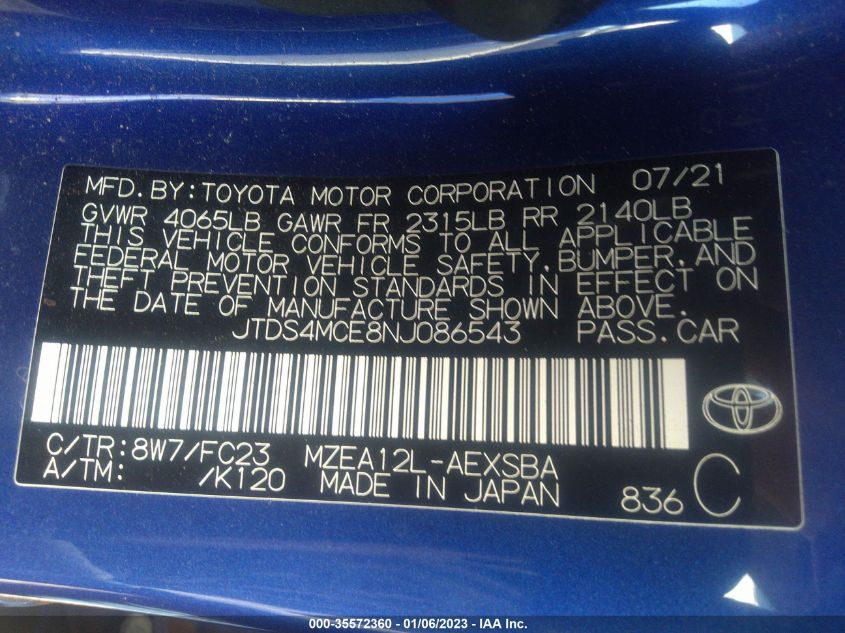 MFD. BY: TOYOTA MOTOR CORPORATION 07/21
GVWR 4065LB GAWR FR 2315LB RR 2140LB
THIS VEHICLE CONFORMS TO ALL APPLICABLE
FEDERAL MOTOR VEHICLE SAFETY, BUMPER, AND
THEFT PREVENTION STANDARDS IN EFFECT ON
THE DATE OF MANUFACTURE SHOWN ABOVE.
JTDS4MCE8NJ086543 PASS. CAR
C/TR: 8W7/FC23 MZEA12L-AEXSBA
A/TM: /K120 MADE IN JAPAN 836 C
000-35572360 - 01/06/2023 - IAA Inc.